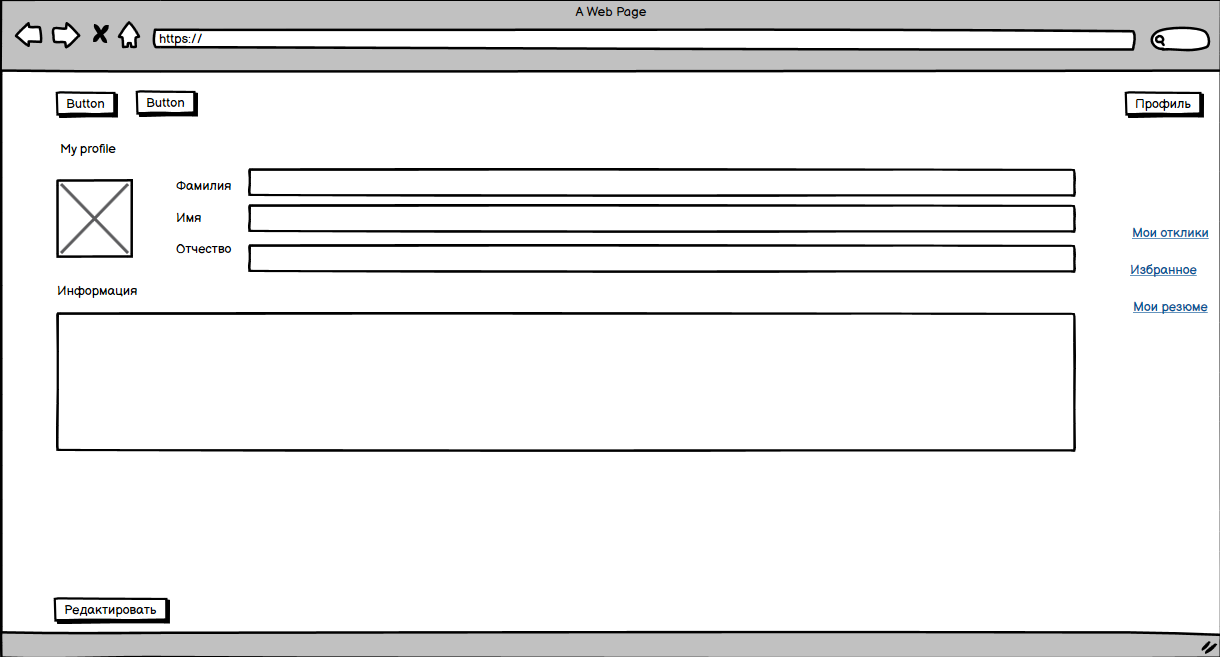 A Web Page
https://
Button
Button
Профиль
My profile
Фамилия
Имя
Мои отклики
Отчество
Избранное
Информация
Мои резюме
Редактировать